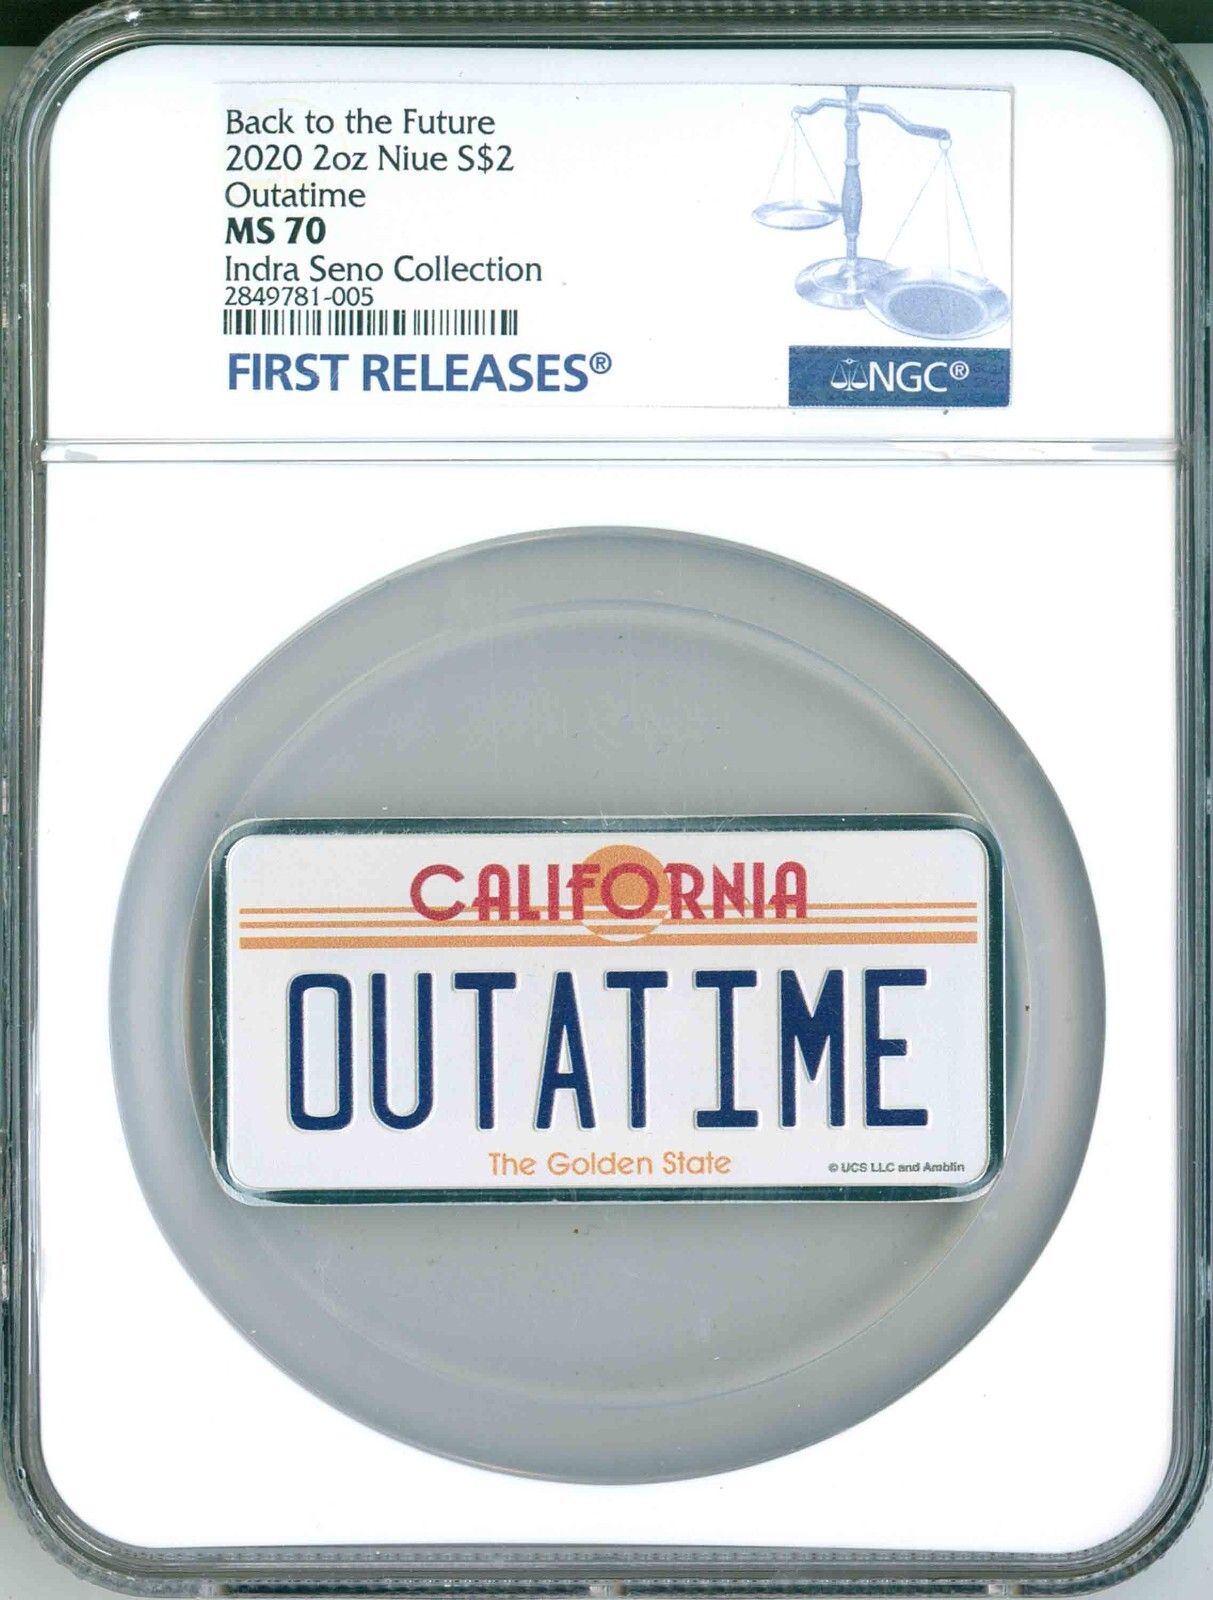 Back to the Future
2020 2oz Niue S$2
Outatime
MS 70
Indra Seno Collection
2849781-005
FIRST RELEASES®
NGC®
CALIFORNIA
OUTATIME
The Golden State
© UCS LLC and Amblin